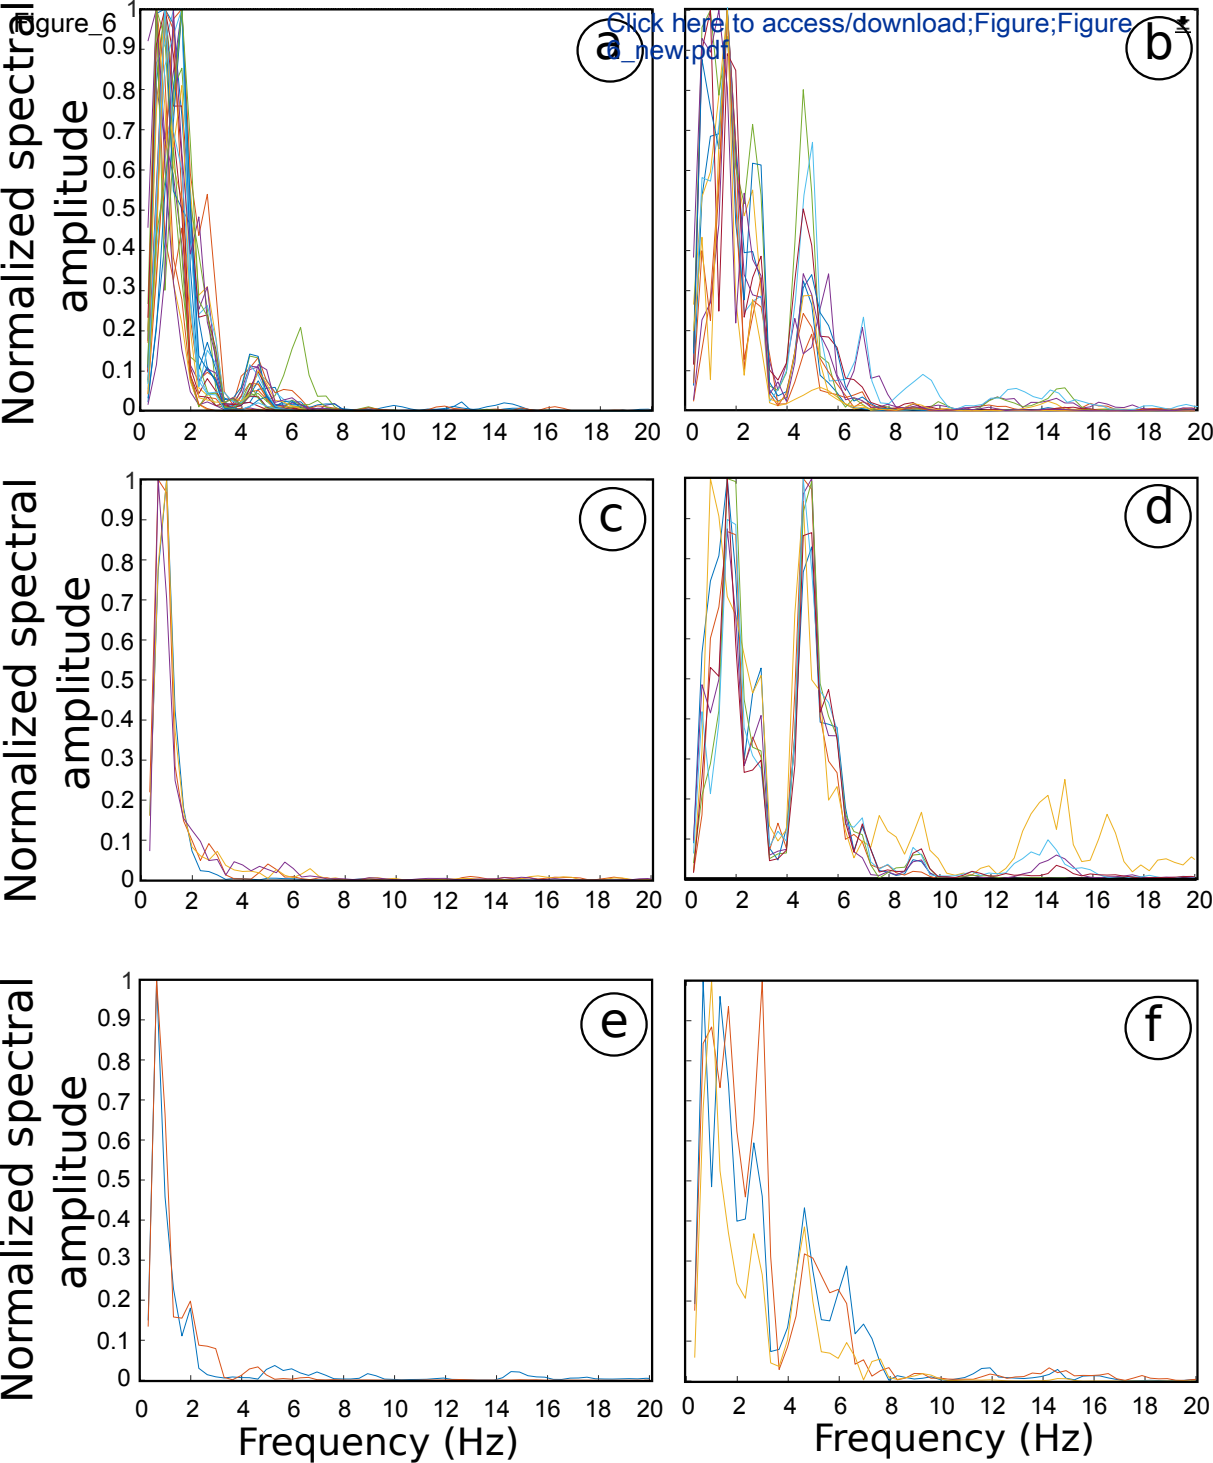 Figure_6
Click here to access/download;Figure;Figure
6_new.pdf
Normalized spectral
amplitude
1
0.9
0.8
0.7
0.6
0.5
0.4
0.3
0.2
0.1
0
0 2 4 6 8 10 12 14 16 18 20
a
b
0 2 4 6 8 10 12 14 16 18 20
Normalized spectral
amplitude
1
0.9
0.8
0.7
0.6
0.5
0.4
0.3
0.2
0.1
0
0 2 4 6 8 10 12 14 16 18 20
c
d
0 2 4 6 8 10 12 14 16 18 20
Normalized spectral
amplitude
1
0.9
0.8
0.7
0.6
0.5
0.4
0.3
0.2
0.1
0
0 2 4 6 8 10 12 14 16 18 20
e
Frequency (Hz)
f
0 2 4 6 8 10 12 14 16 18 20
Frequency (Hz)